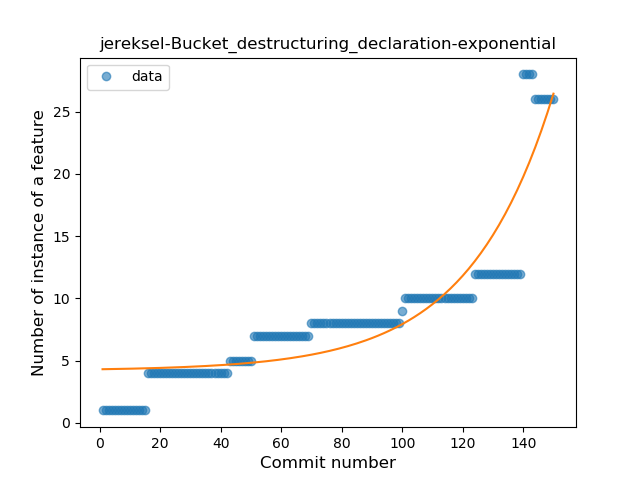 jereksel-Bucket_destructuring_declaration-exponential
data
Number of instance of a feature
25
20
15
10
5
0
0 20 40 60 80 100 120 140
Commit number